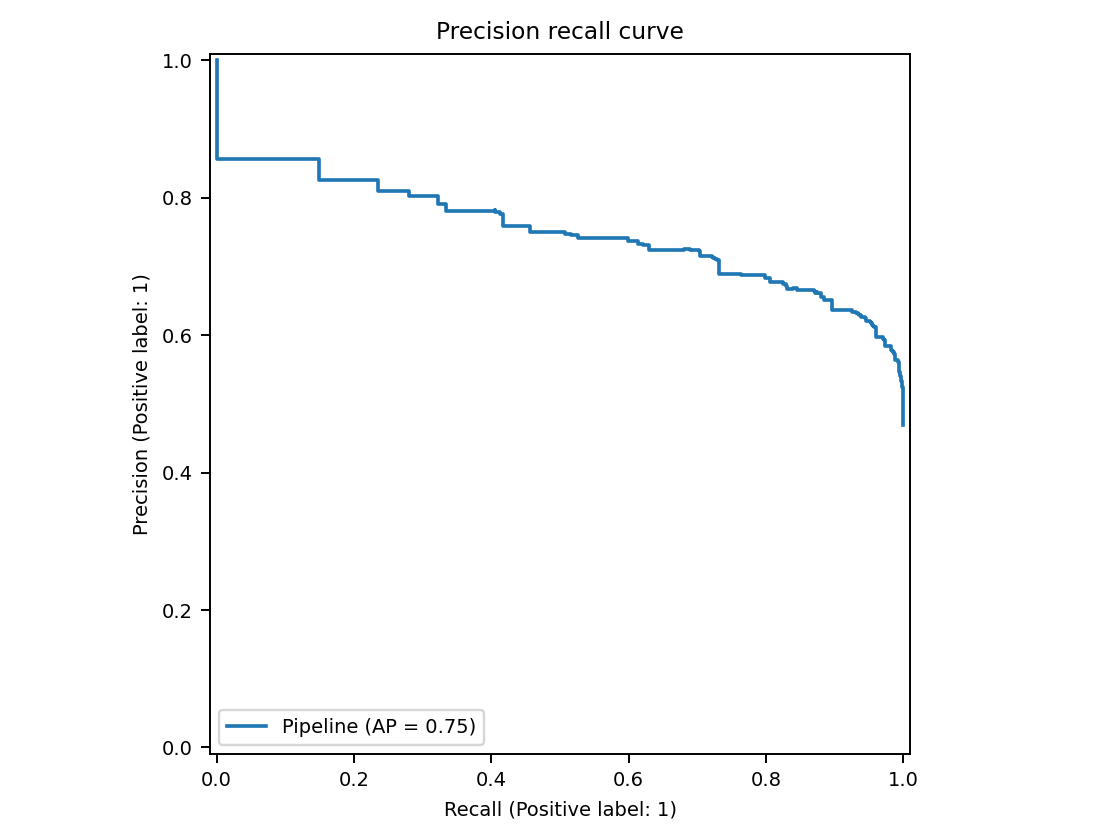 Precision recall curve
1.0
0.8
0.6
0.4
0.2
0.0
Precision (Positive label: 1)
Pipeline (AP = 0.75)
0.0 0.2 0.4 0.6 0.8 1.0
Recall (Positive label: 1)